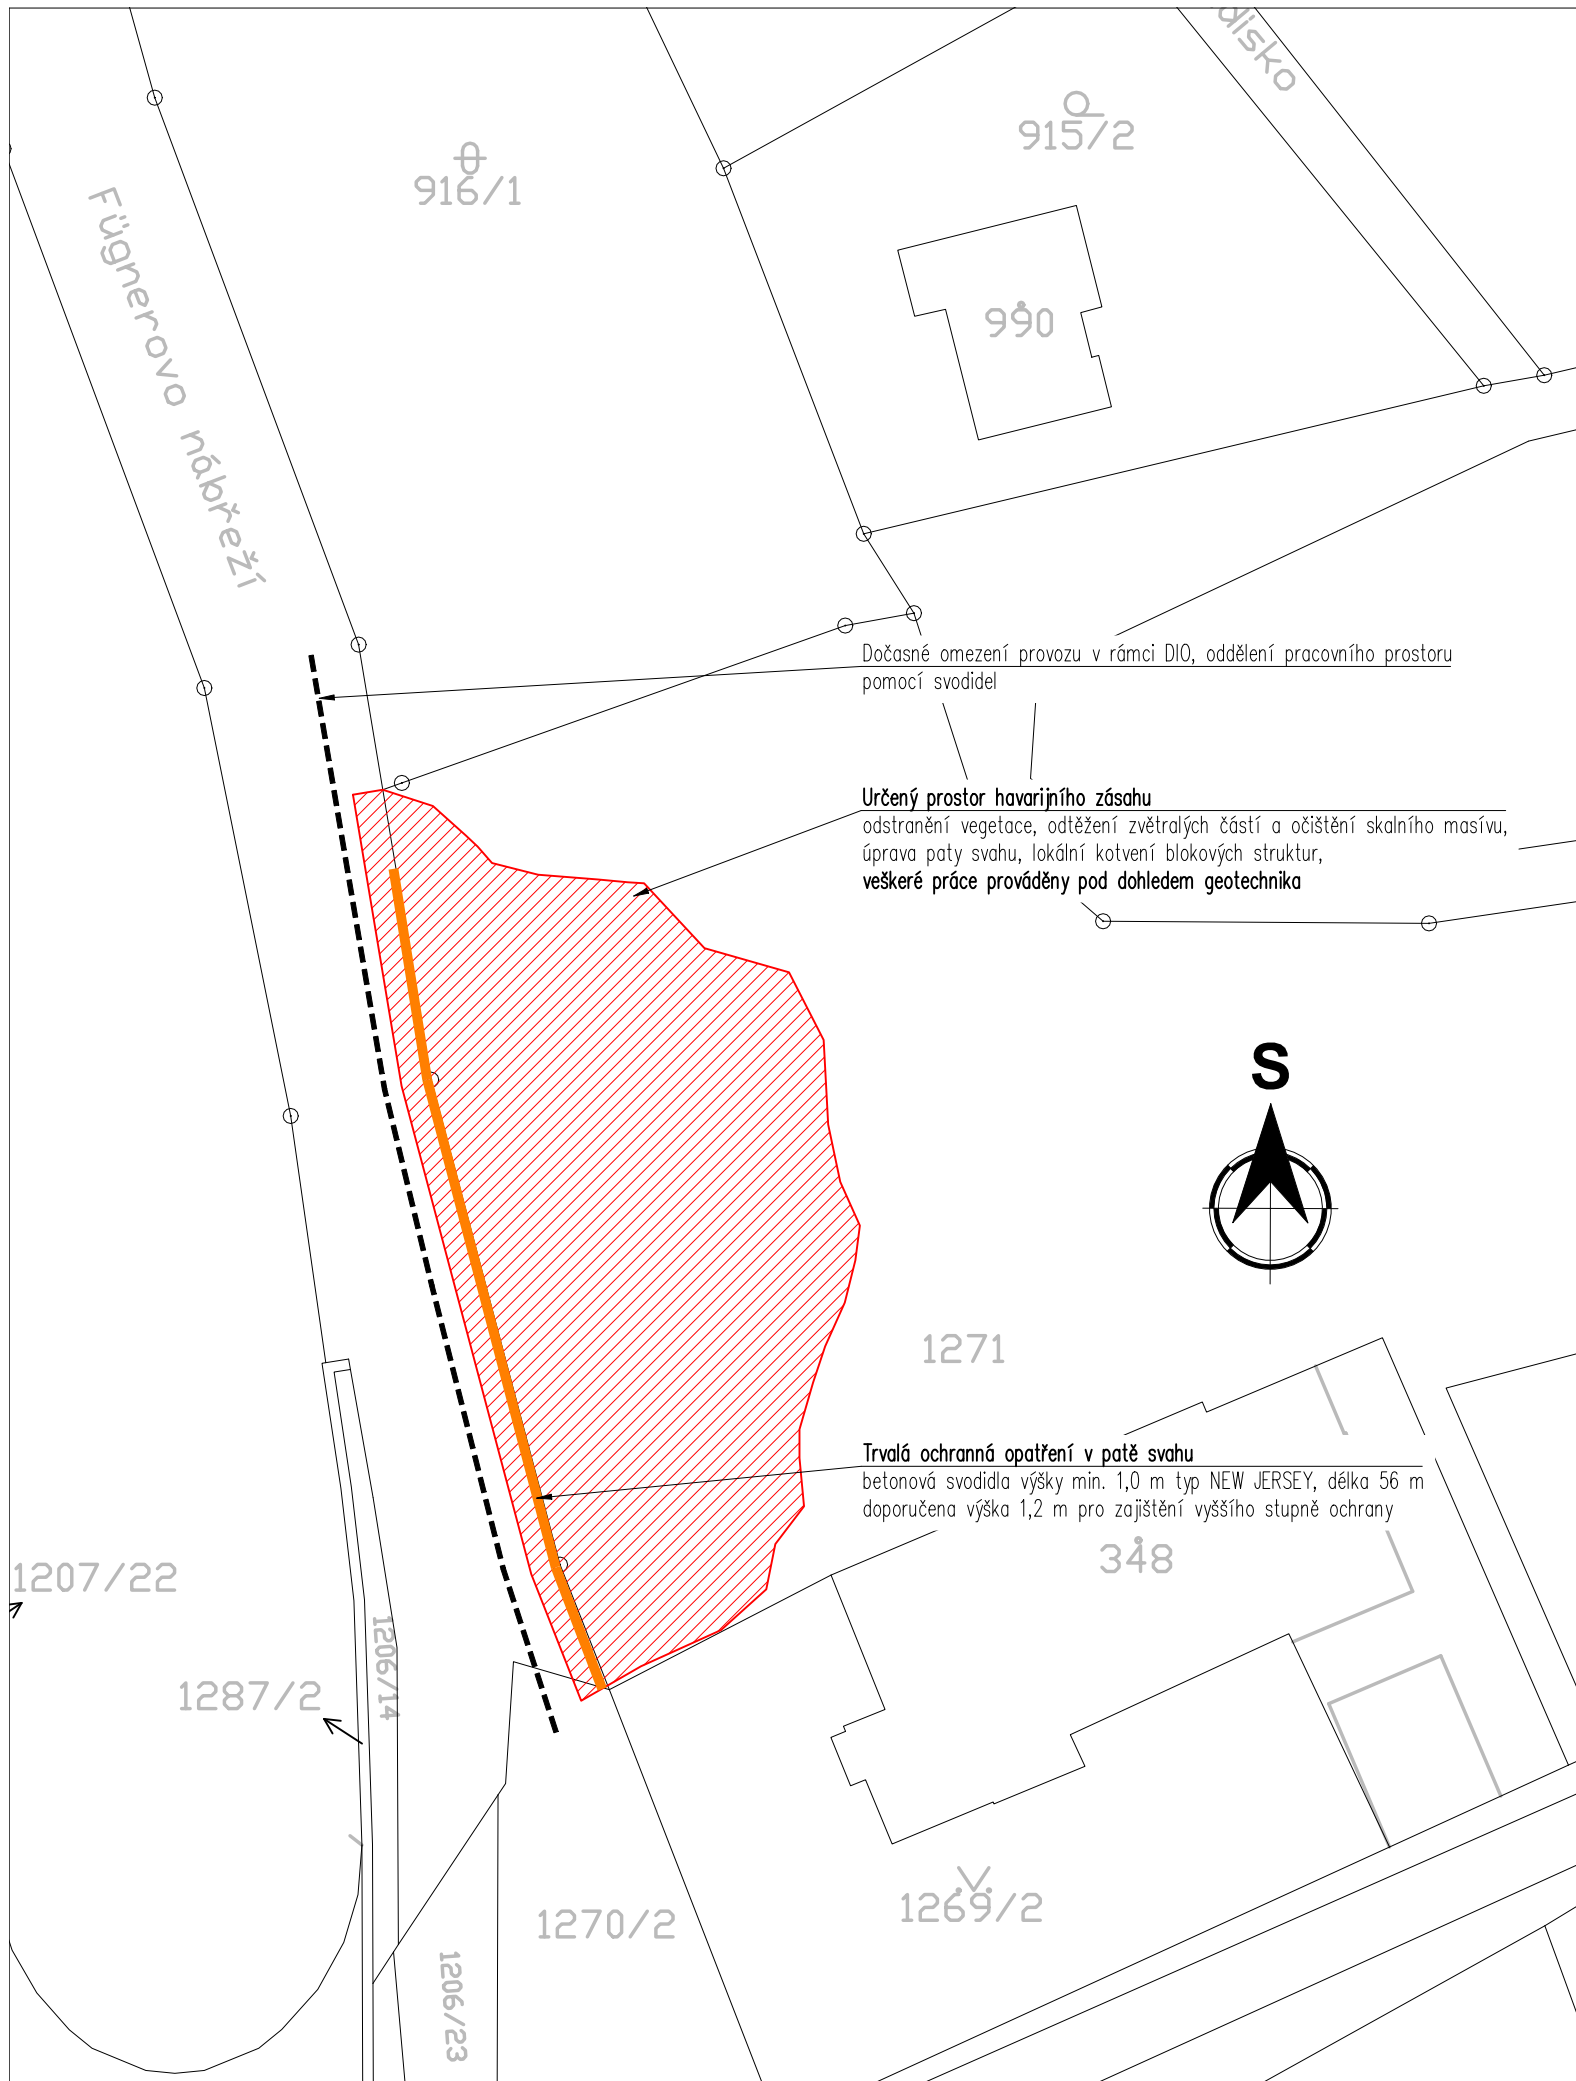 disko
915/2
916/1
Fügnerovo nábřeží
990
Dočasné omezení provozu v rámci DIO, oddělení pracovního prostoru
pomocí svodidel
Určený prostor havarijního zásahu
odstranění vegetace, odtěžení zvětralých částí a očištění skalního masívu,
úprava paty svahu, lokální kotvení blokových struktur,
veškeré práce prováděny pod dohledem geotechnika
S
1271
Trvalá ochranná opatření v patě svahu
betonová svodidla výšky min. 1,0 m typ NEW JERSEY, délka 56 m
doporučena výška 1,2 m pro zajištění vyššího stupně ochrany
348
1207/22
1206/14
1287/2
1269/2
1270/2
1206/23